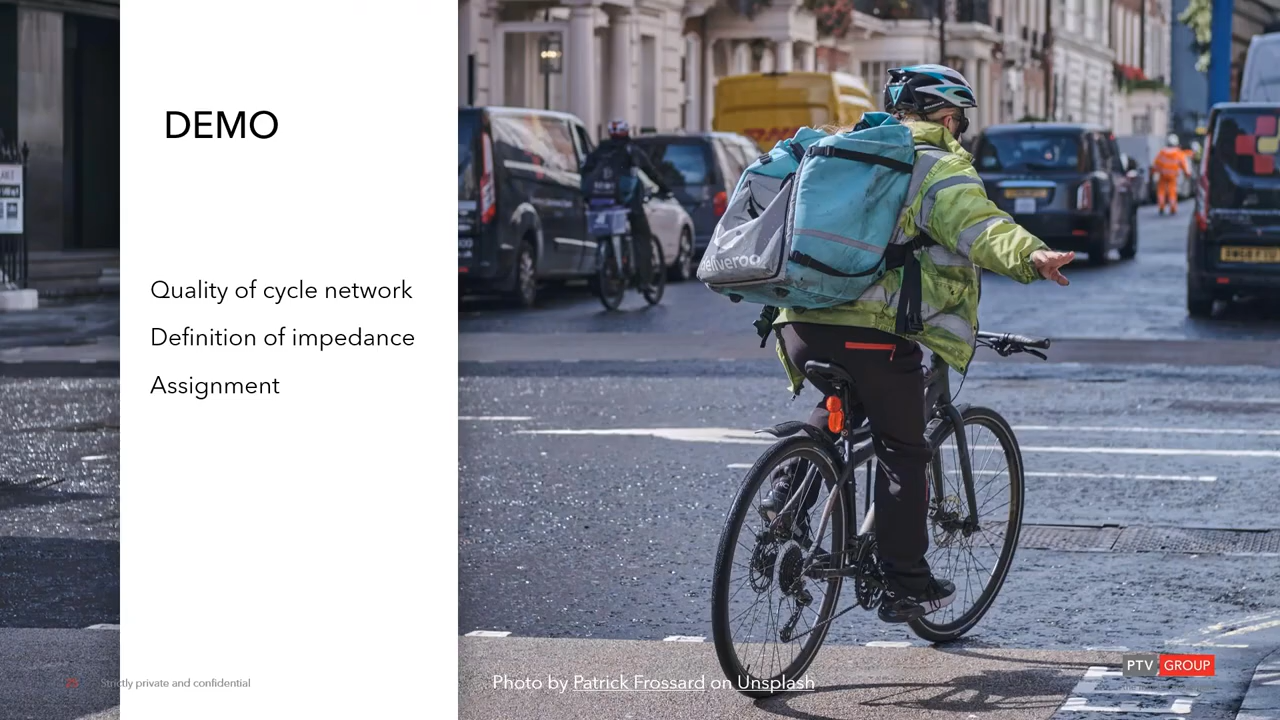 DEMO
Quality of cycle network
Definition of impedance
Assignment
deliveroo
DHL
Strictly private and confidential
Photo by Patrick Frossard on Unsplash
PTV GROUP